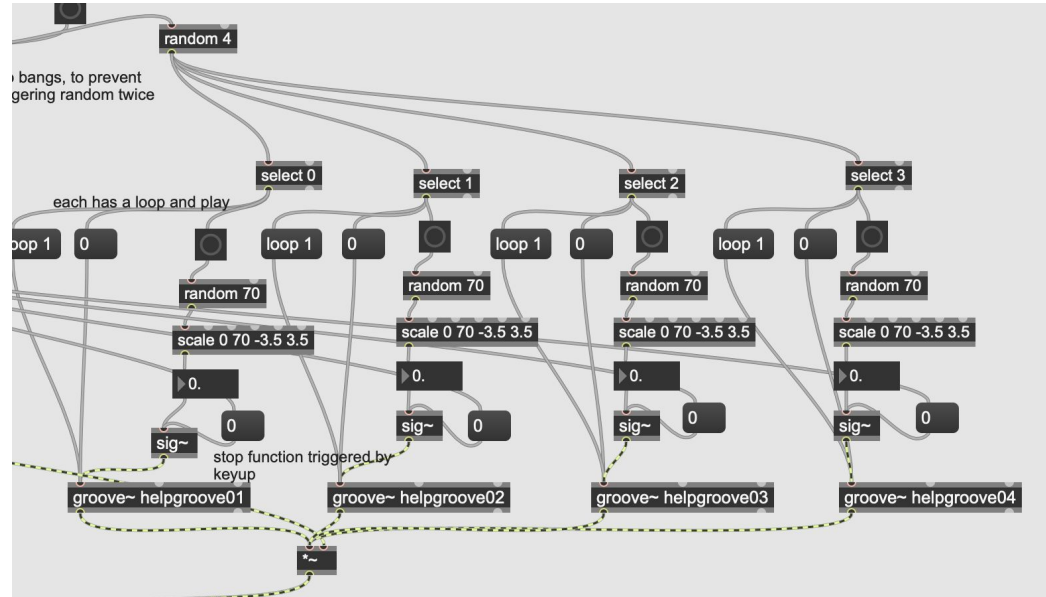 random 4
bangs, to prevent
gering random twice
select 0
select 1
select 2
select 3
each has a loop and play
oop 1
0
loop 1
0
loop 1
0
loop 1
0
random 70
random 70
random 70
random 70
scale 0 70 -3.5 3.5
scale 0 70 -3.5 3.5
scale 0 70 -3.5 3.5
scale 0 70 -3.5 3.5
0.
0.
0.
0.
sig~
0
sig~
0
sig~
0
sig~
0
stop function triggered by
keyup
groove~ helpgroove01
groove~ helpgroove02
groove~ helpgroove03
groove~ helpgroove04
*~